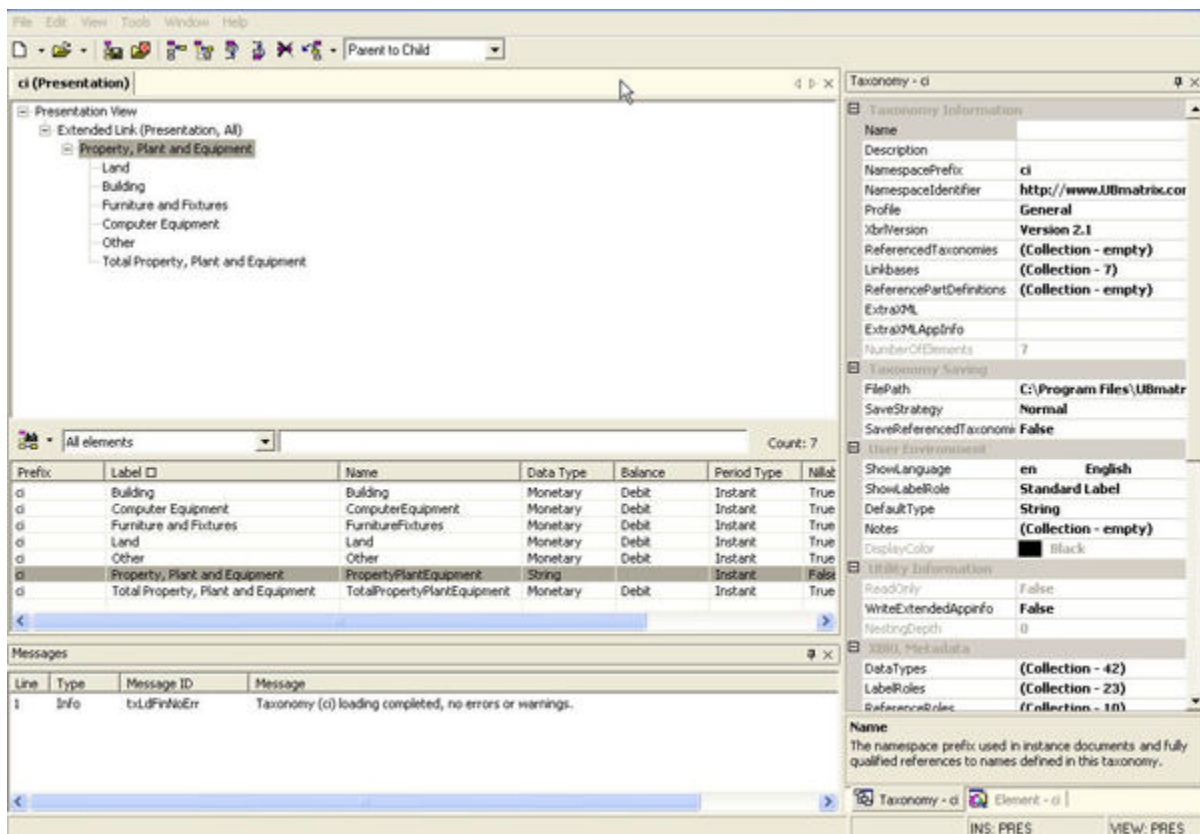 File Edit View Tools Window Help
Parent to Child
ci (Presentation)
Presentation View
Extended Link (Presentation, All)
Property, Plant and Equipment
Land
Building
Furniture and Fixtures
Computer Equipment
Other
Total Property, Plant and Equipment
All elements
Count: 7
Prefix Label Name Data Type Balance Period Type Nillab
ci Building Building Monetary Debit Instant True
ci Computer Equipment ComputerEquipment Monetary Debit Instant True
ci Furniture and Fixtures FurnitureFixtures Monetary Debit Instant True
ci Land Land Monetary Debit Instant True
ci Other Other Monetary Debit Instant True
ci Property, Plant and Equipment PropertyPlantEquipment String Instant False
ci Total Property, Plant and Equipment TotalPropertyPlantEquipment Monetary Debit Instant True
Messages
Line Type Message ID Message
1 Info txLdFinNoErr Taxonomy (ci) loading completed, no errors or warnings.
Taxonomy - ci
Taxonomy Information
Name
Description
NamespacePrefix ci
NamespaceIdentifier http://www.UBmatrix.cor
Profile General
XbrlVersion Version 2.1
ReferencedTaxonomies (Collection - empty)
Linkbases (Collection - 7)
ReferencePartDefinitions (Collection - empty)
ExtraXML
ExtraXMLAppInfo
NumberOfElements 7
Taxonomy Saving
FilePath C:\Program Files\UBmatr
SaveStrategy Normal
SaveReferencedTaxonomie False
User Environment
ShowLanguage en English
ShowLabelRole Standard Label
DefaultType String
Notes (Collection - empty)
DisplayColor Black
Utility Information
ReadOnly False
WriteExtendedAppinfo False
NestingDepth 0
XBRL Metadata
DataTypes (Collection - 42)
LabelRoles (Collection - 23)
ReferenceRoles (Collection - 10)
Name
The namespace prefix used in instance documents and fully
qualified references to names defined in this taxonomy.
Taxonomy - ci Element - ci
INS: PRES VIEW: PRES